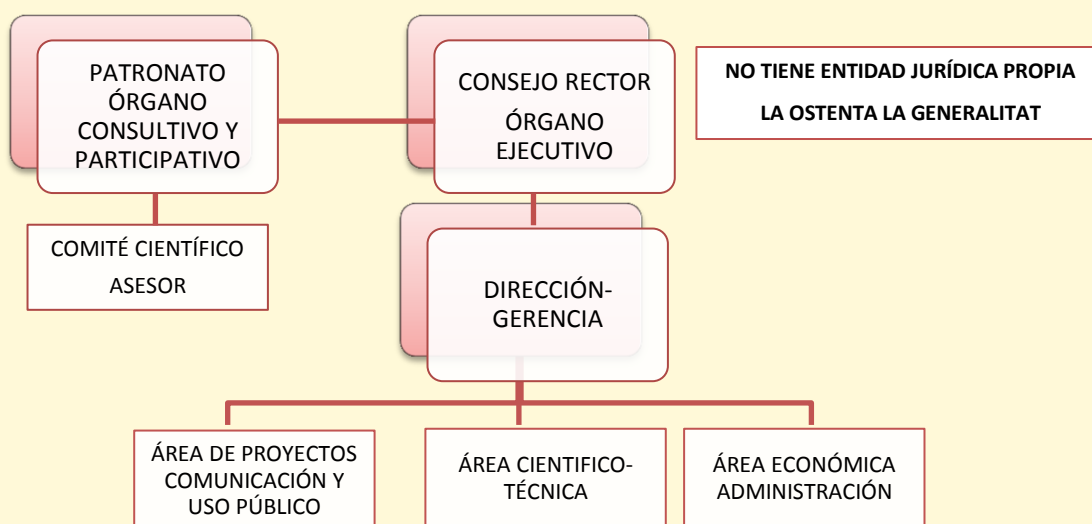 PATRONATO
ÓRGANO
CONSULTIVO Y
PARTICIPATIVO
CONSEJO RECTOR
ÓRGANO
EJECUTIVO
NO TIENE ENTIDAD JURÍDICA PROPIA
LA OSTENTA LA GENERALITAT
COMITÉ CIENTÍFICO
ASESOR
DIRECCIÓN-
GERENCIA
ÁREA DE PROYECTOS
COMUNICACIÓN Y
USO PÚBLICO
ÁREA CIENTIFICO-
TÉCNICA
ÁREA ECONÓMICA
ADMINISTRACIÓN